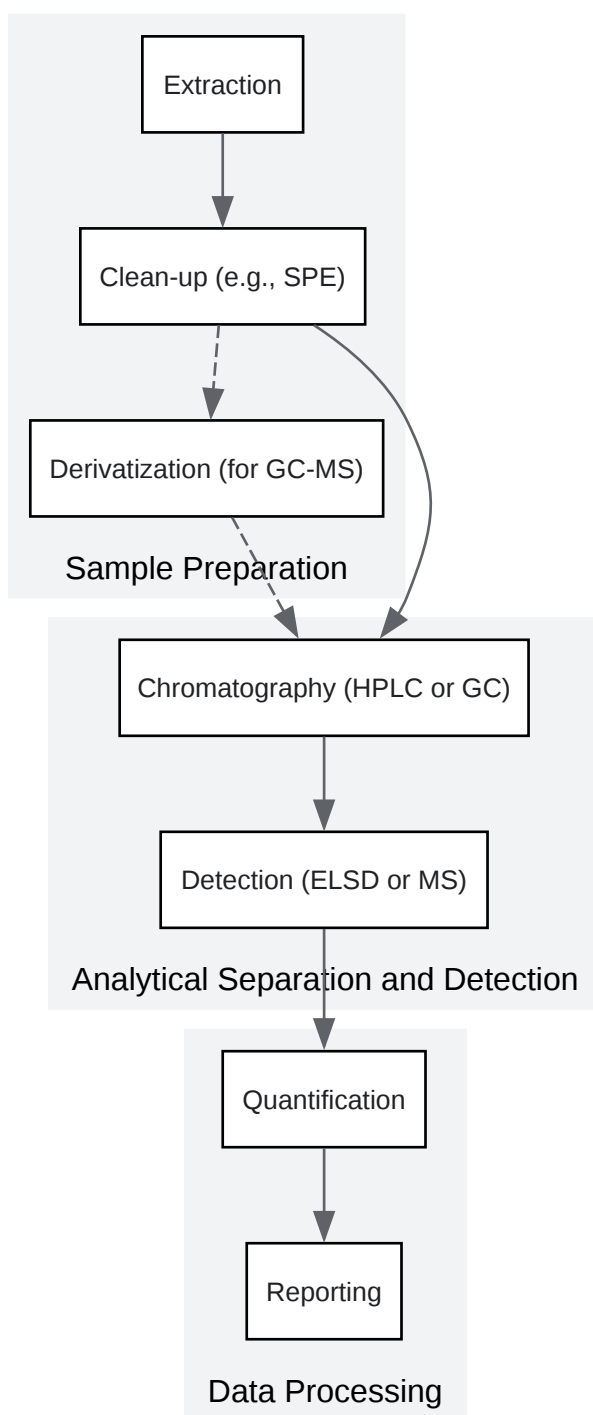 Extraction
Clean-up (e.g., SPE)
Derivatization (for GC-MS)
Sample Preparation
Chromatography (HPLC or GC)
Detection (ELSD or MS)
Analytical Separation and Detection
Quantification
Reporting
Data Processing